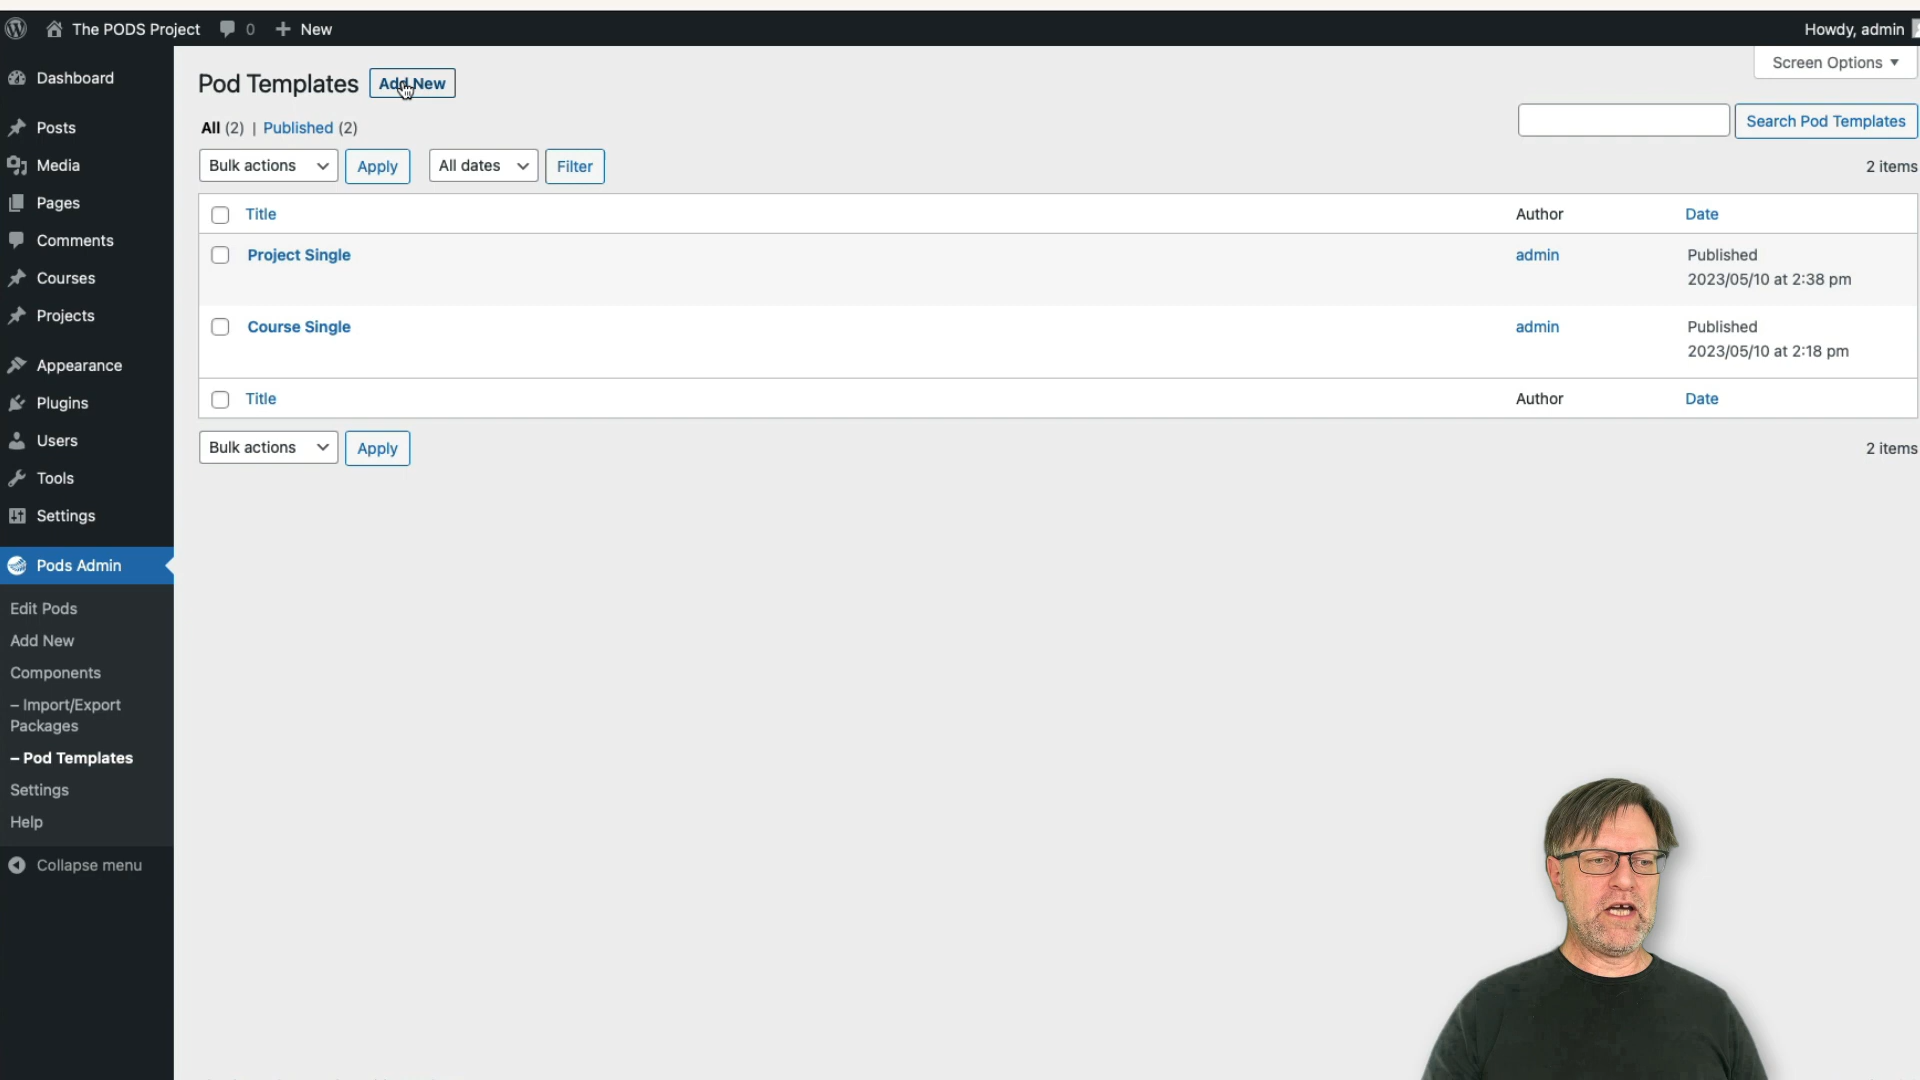 The PODS Project 0 New Howdy, admin
Screen Options
Dashboard
Posts
Media
Pages
Comments
Courses
Projects
Appearance
Plugins
Users
Tools
Settings
Pods Admin
Edit Pods
Add New
Components
– Import/Export
Packages
– Pod Templates
Settings
Help
Collapse menu
Pod Templates Add New
All (2) | Published (2)
Search Pod Templates
Bulk actions Apply All dates Filter 2 items
Title Author Date
Project Single admin Published
2023/05/10 at 2:38 pm
Course Single admin Published
2023/05/10 at 2:18 pm
Title Author Date
Bulk actions Apply 2 items